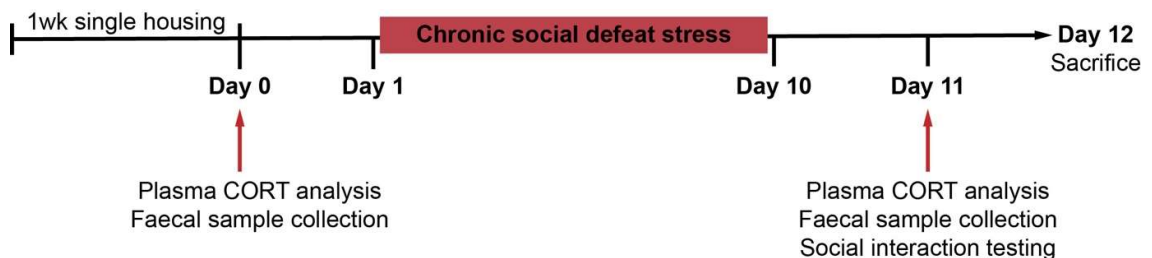 1wk single housing
Chronic social defeat stress
Day 12
Sacrifice
Day 0
Day 1
Day 10
Day 11
Plasma CORT analysis
Faecal sample collection
Plasma CORT analysis
Faecal sample collection
Social interaction testing